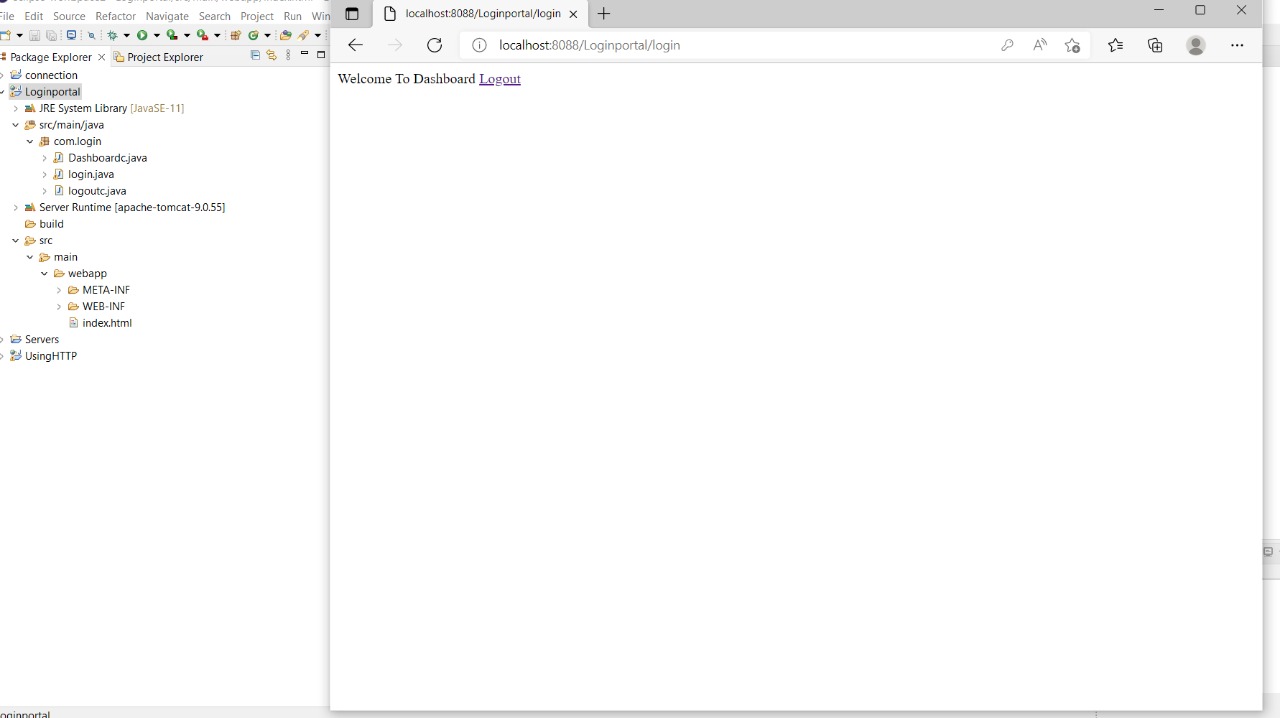 localhost:8088/Loginportal/login
File Edit Source Refactor Navigate Search Project Run Win
localhost:8088/Loginportal/login
Package Explorer Project Explorer
Welcome To Dashboard Logout
connection
Loginportal
JRE System Library [JavaSE-11]
src/main/java
com.login
Dashboardc.java
login.java
logoutc.java
Server Runtime [apache-tomcat-9.0.55]
build
src
main
webapp
META-INF
WEB-INF
index.html
Servers
UsingHTTP
oginportal